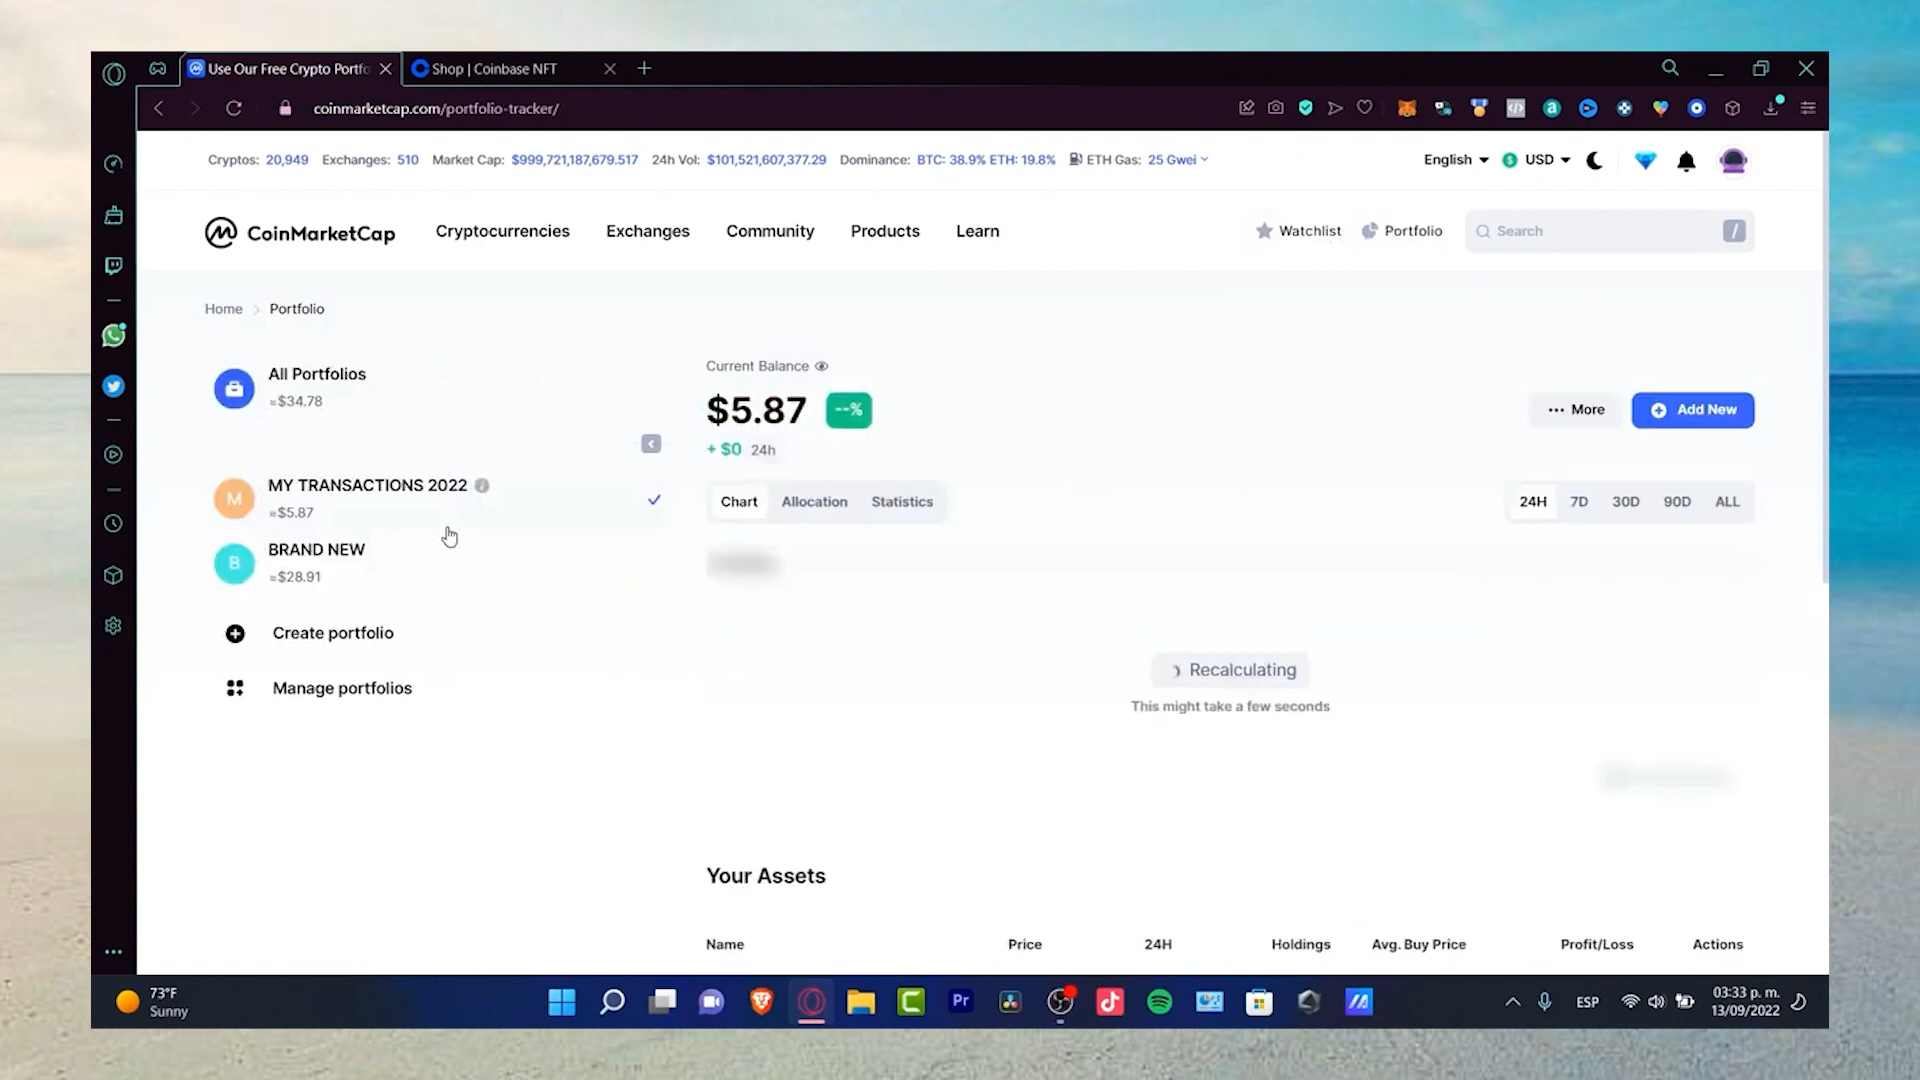 Use Our Free Crypto Portfo
Shop | Coinbase NFT
coinmarketcap.com/portfolio-tracker/
Cryptos: 20,949 Exchanges: 510 Market Cap: $999,721,187,679.517 24h Vol: $101,521,607,377.29 Dominance: BTC: 38.9% ETH: 19.8% ETH Gas: 25 Gwei
English USD
CoinMarketCap Cryptocurrencies Exchanges Community Products Learn
Watchlist Portfolio Search /
Home > Portfolio
All Portfolios
≈$34.78
M MY TRANSACTIONS 2022
≈$5.87
B BRAND NEW
≈$28.91
Create portfolio
Manage portfolios
Current Balance
$5.87 --%
+ $0 24h
More Add New
Chart Allocation Statistics
24H 7D 30D 90D ALL
Recalculating
This might take a few seconds
Your Assets
Name Price 24H Holdings Avg. Buy Price Profit/Loss Actions
73°F
Sunny
Pr
ESP
03:33 p. m.
13/09/2022